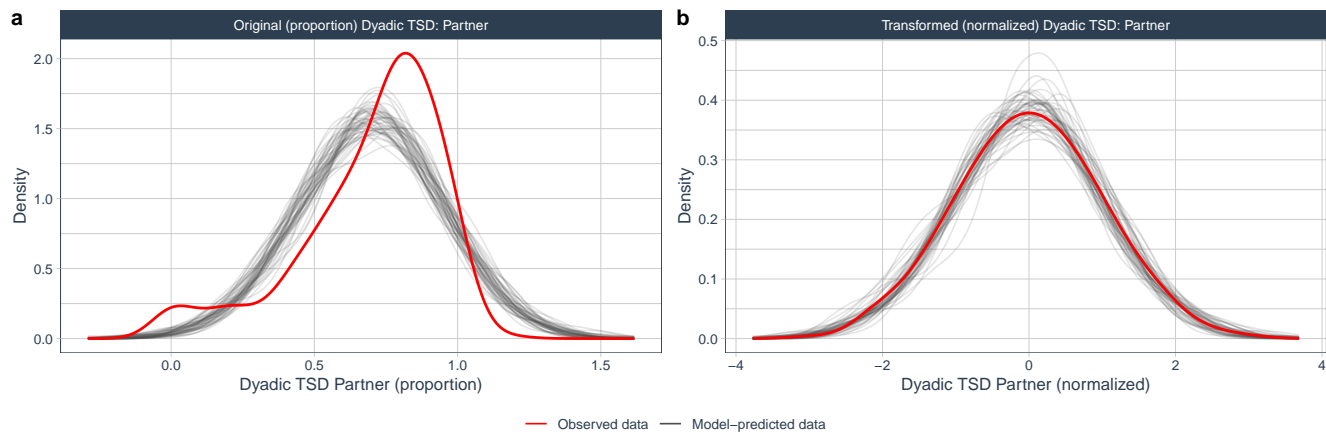 a
Original (proportion) Dyadic TSD: Partner
2.0
1.5
1.0
0.5
0.0
Density
0.0 0.5 1.0 1.5
Dyadic TSD Partner (proportion)
b
Transformed (normalized) Dyadic TSD: Partner
0.5
0.4
0.3
0.2
0.1
0.0
Density
−4 −2 0 2 4
Dyadic TSD Partner (normalized)
Observed data Model−predicted data